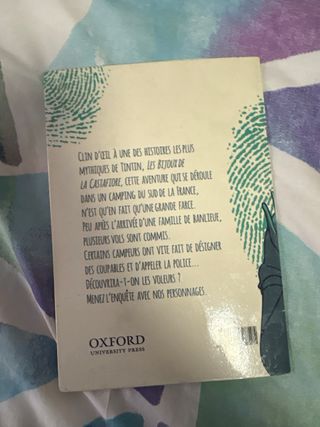 CLIN D'ŒIL À UNE DES HISTOIRES LES PLUS
MYTHIQUES DE TINTIN, LES BIJOUX DE
LA CASTAFIORE, CETTE AVENTURE QUI SE DÉROULE
DANS UN CAMPING DU SUD DE LA FRANCE,
N'EST QU'EN FAIT QU'UNE GRANDE FARCE.
PEU APRÈS L'ARRIVÉE D'UNE FAMILLE DE BANLIEUE,
PLUSIEURS VOLS SONT COMMIS.
CERTAINS CAMPEURS ONT VITE FAIT DE DÉSIGNER
DES COUPABLES ET D'APPELER LA POLICE...
DÉCOUVRIRA-T-ON LES VOLEURS ?
MENEZ L'ENQUÊTE AVEC NOS PERSONNAGES.
OXFORD
UNIVERSITY PRESS